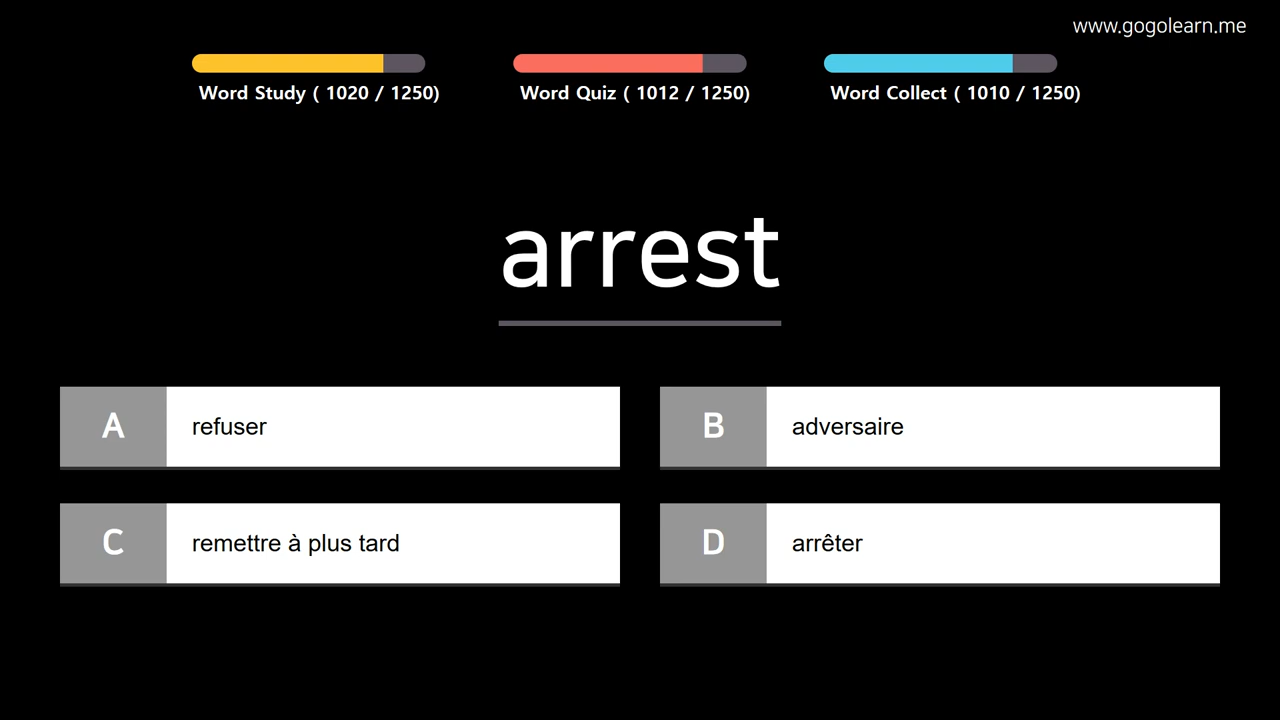 www.gogolearn.me
Word Study ( 1020 / 1250)
Word Quiz ( 1012 / 1250)
Word Collect ( 1010 / 1250)
arrest
A refuser
B adversaire
C remettre à plus tard
D arrêter